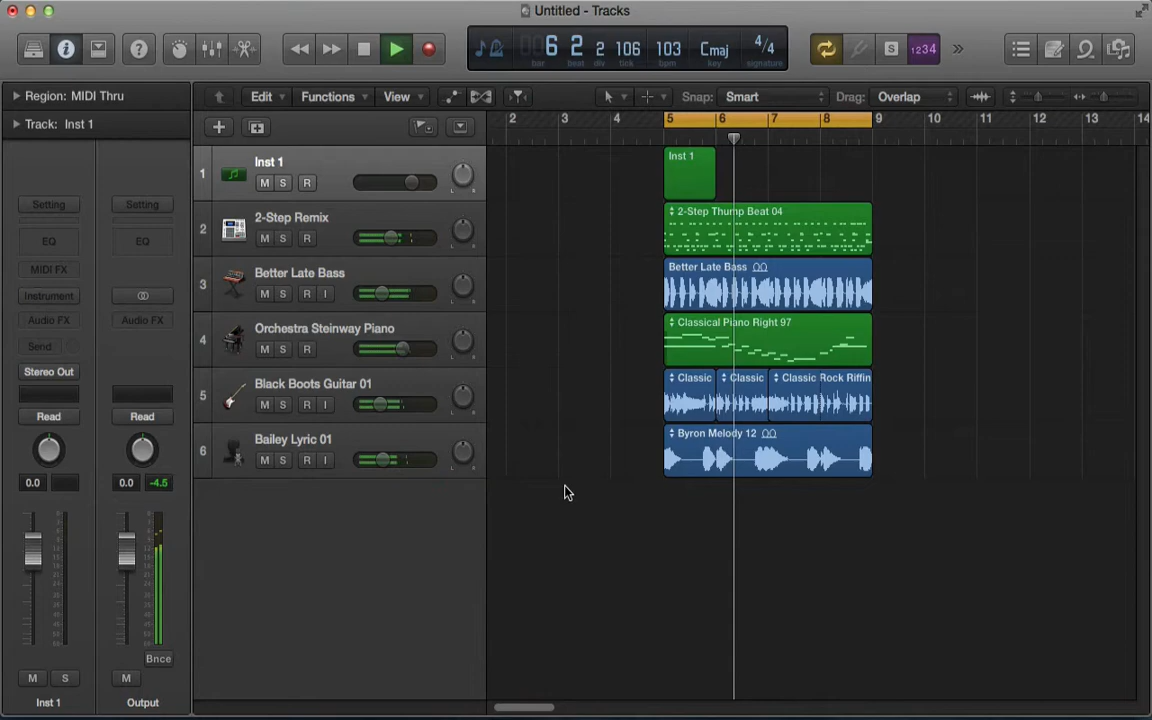 Untitled - Tracks
6 2 2 106 103 Cmaj 4/4
bar beat div tick bpm key signature
S 1234
Region: MIDI Thru
Edit Functions View Snap: Smart Drag: Overlap
Track: Inst 1
2 3 4 5 6 7 8 9 10 11 12 13 14
Setting Setting
EQ EQ
MIDI FX
Instrument
Audio FX Audio FX
Send
Stereo Out
Read Read
0.0 0.0 -4.5
Bnce
M S M
Inst 1 Output
1 Inst 1
M S R
L R
2 2-Step Remix
M S R
L R
3 Better Late Bass
M S R I
L R
4 Orchestra Steinway Piano
M S R
L R
5 Black Boots Guitar 01
M S R I
L R
6 Bailey Lyric 01
M S R I
L R
Inst 1
2-Step Thump Beat 04
Better Late Bass
Classical Piano Right 97
Classic Classic Classic Rock Riffin
Byron Melody 12